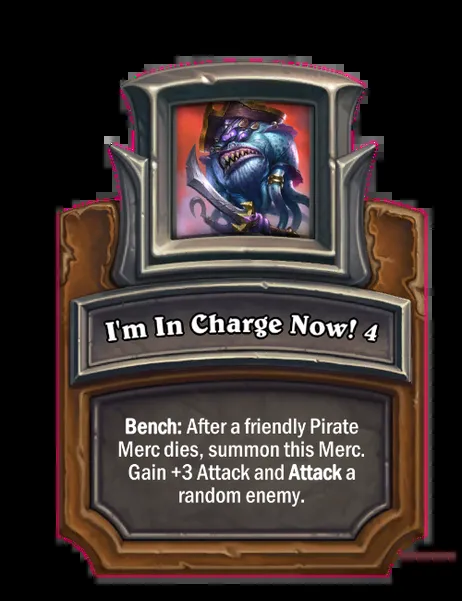 I'm In Charge Now! 4
Bench: After a friendly Pirate
Merc dies, summon this Merc.
Gain +3 Attack and Attack a
random enemy.